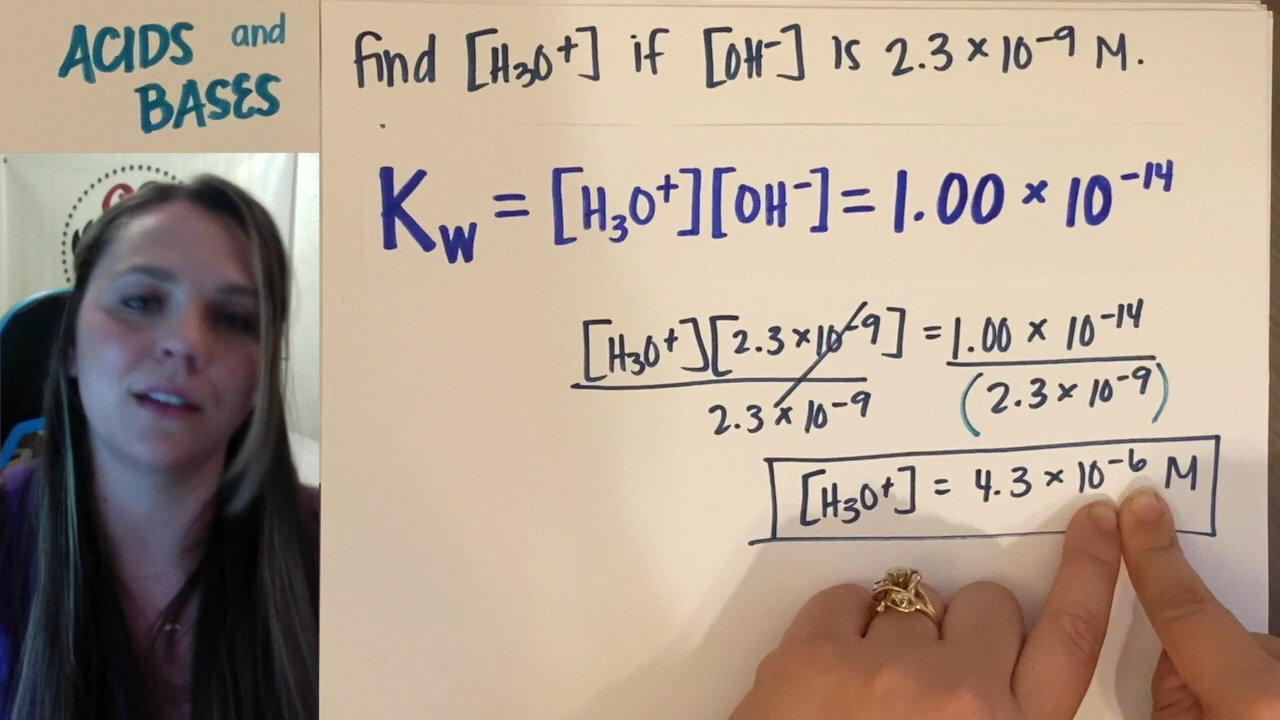 ACIDS and
BASES
find [H₃O⁺] if [OH⁻] is 2.3 × 10⁻⁹ M.
Kw = [H₃O⁺][OH⁻] = 1.00 × 10⁻¹⁴
[H₃O⁺][2.3 × 10⁻⁹] = 1.00 × 10⁻¹⁴
2.3 × 10⁻⁹ (2.3 × 10⁻⁹)
[H₃O⁺] = 4.3 × 10⁻⁶ M